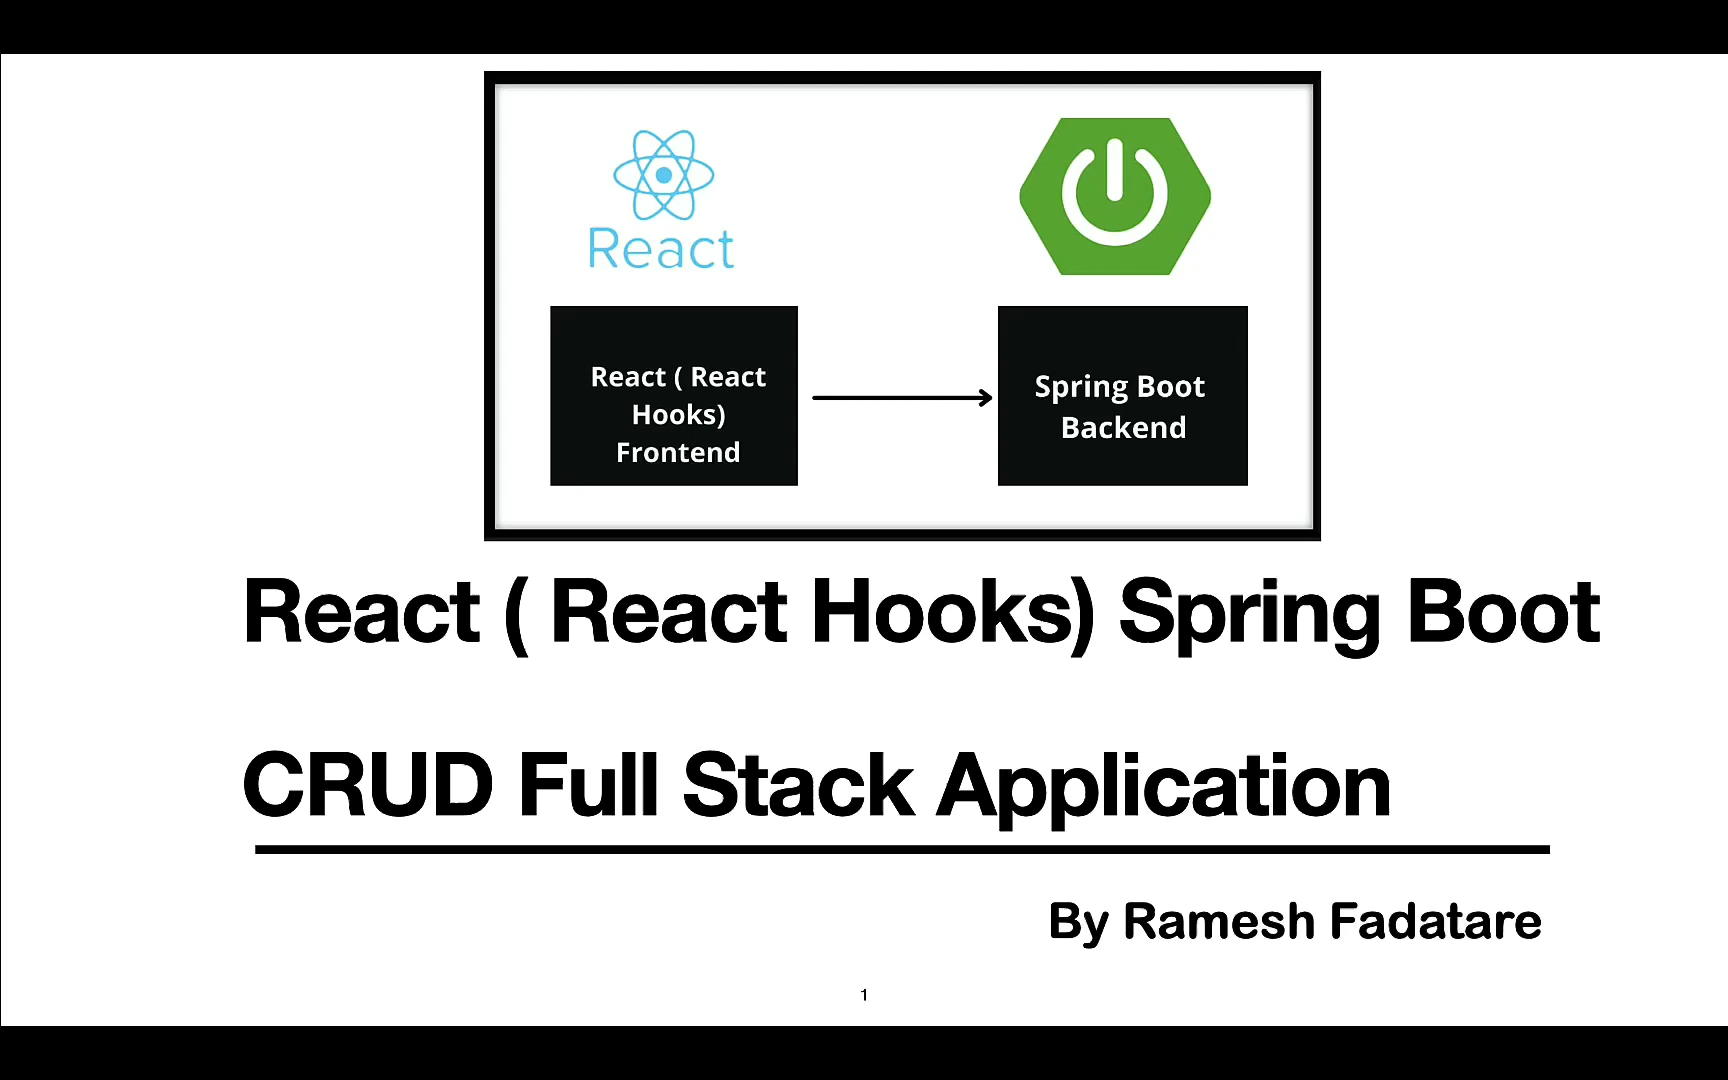 React
React ( React
Hooks)
Frontend
Spring Boot
Backend
React ( React Hooks) Spring Boot
CRUD Full Stack Application
By Ramesh Fadatare
1